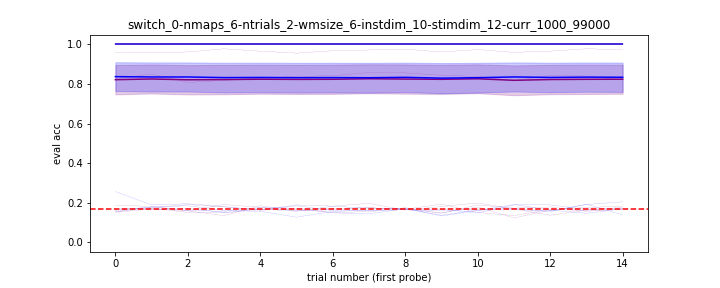 switch_0-nmaps_6-ntrials_2-wmsize_6-instdim_10-stimdim_12-curr_1000_99000
1.0
0.8
0.6
0.4
0.2
0.0
eval acc
0 2 4 6 8 10 12 14
trial number (first probe)